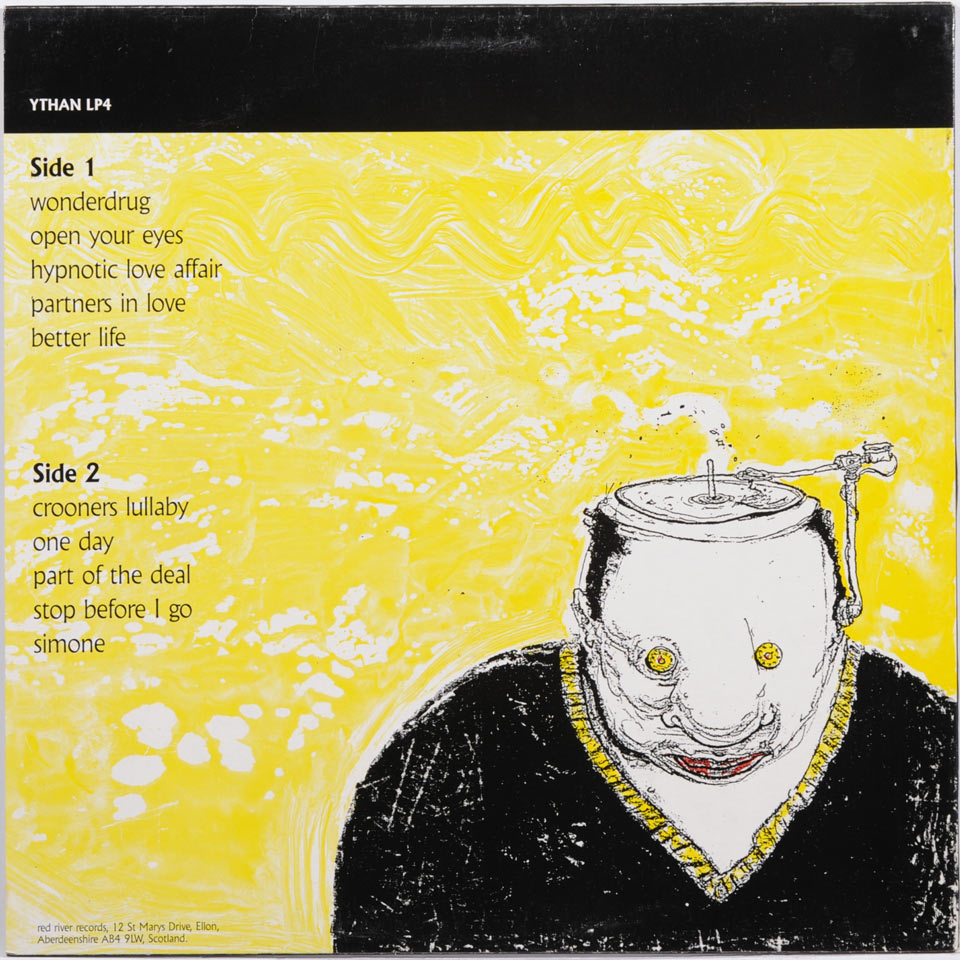 YTHAN LP4
Side 1
wonderdrug
open your eyes
hypnotic love affair
partners in love
better life
Side 2
crooners lullaby
one day
part of the deal
stop before I go
simone
red river records, 12 St Marys Drive, Ellon,
Aberdeenshire AB4 9LW, Scotland.